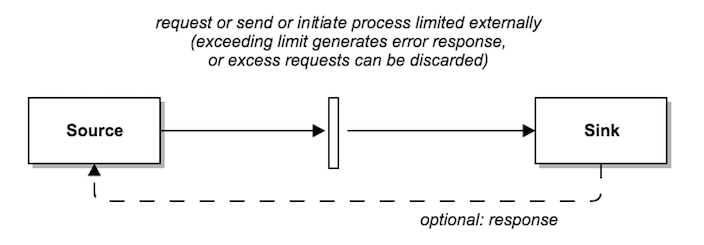 request or send or initiate process limited externally
(exceeding limit generates error response,
or excess requests can be discarded)
Source
Sink
optional: response